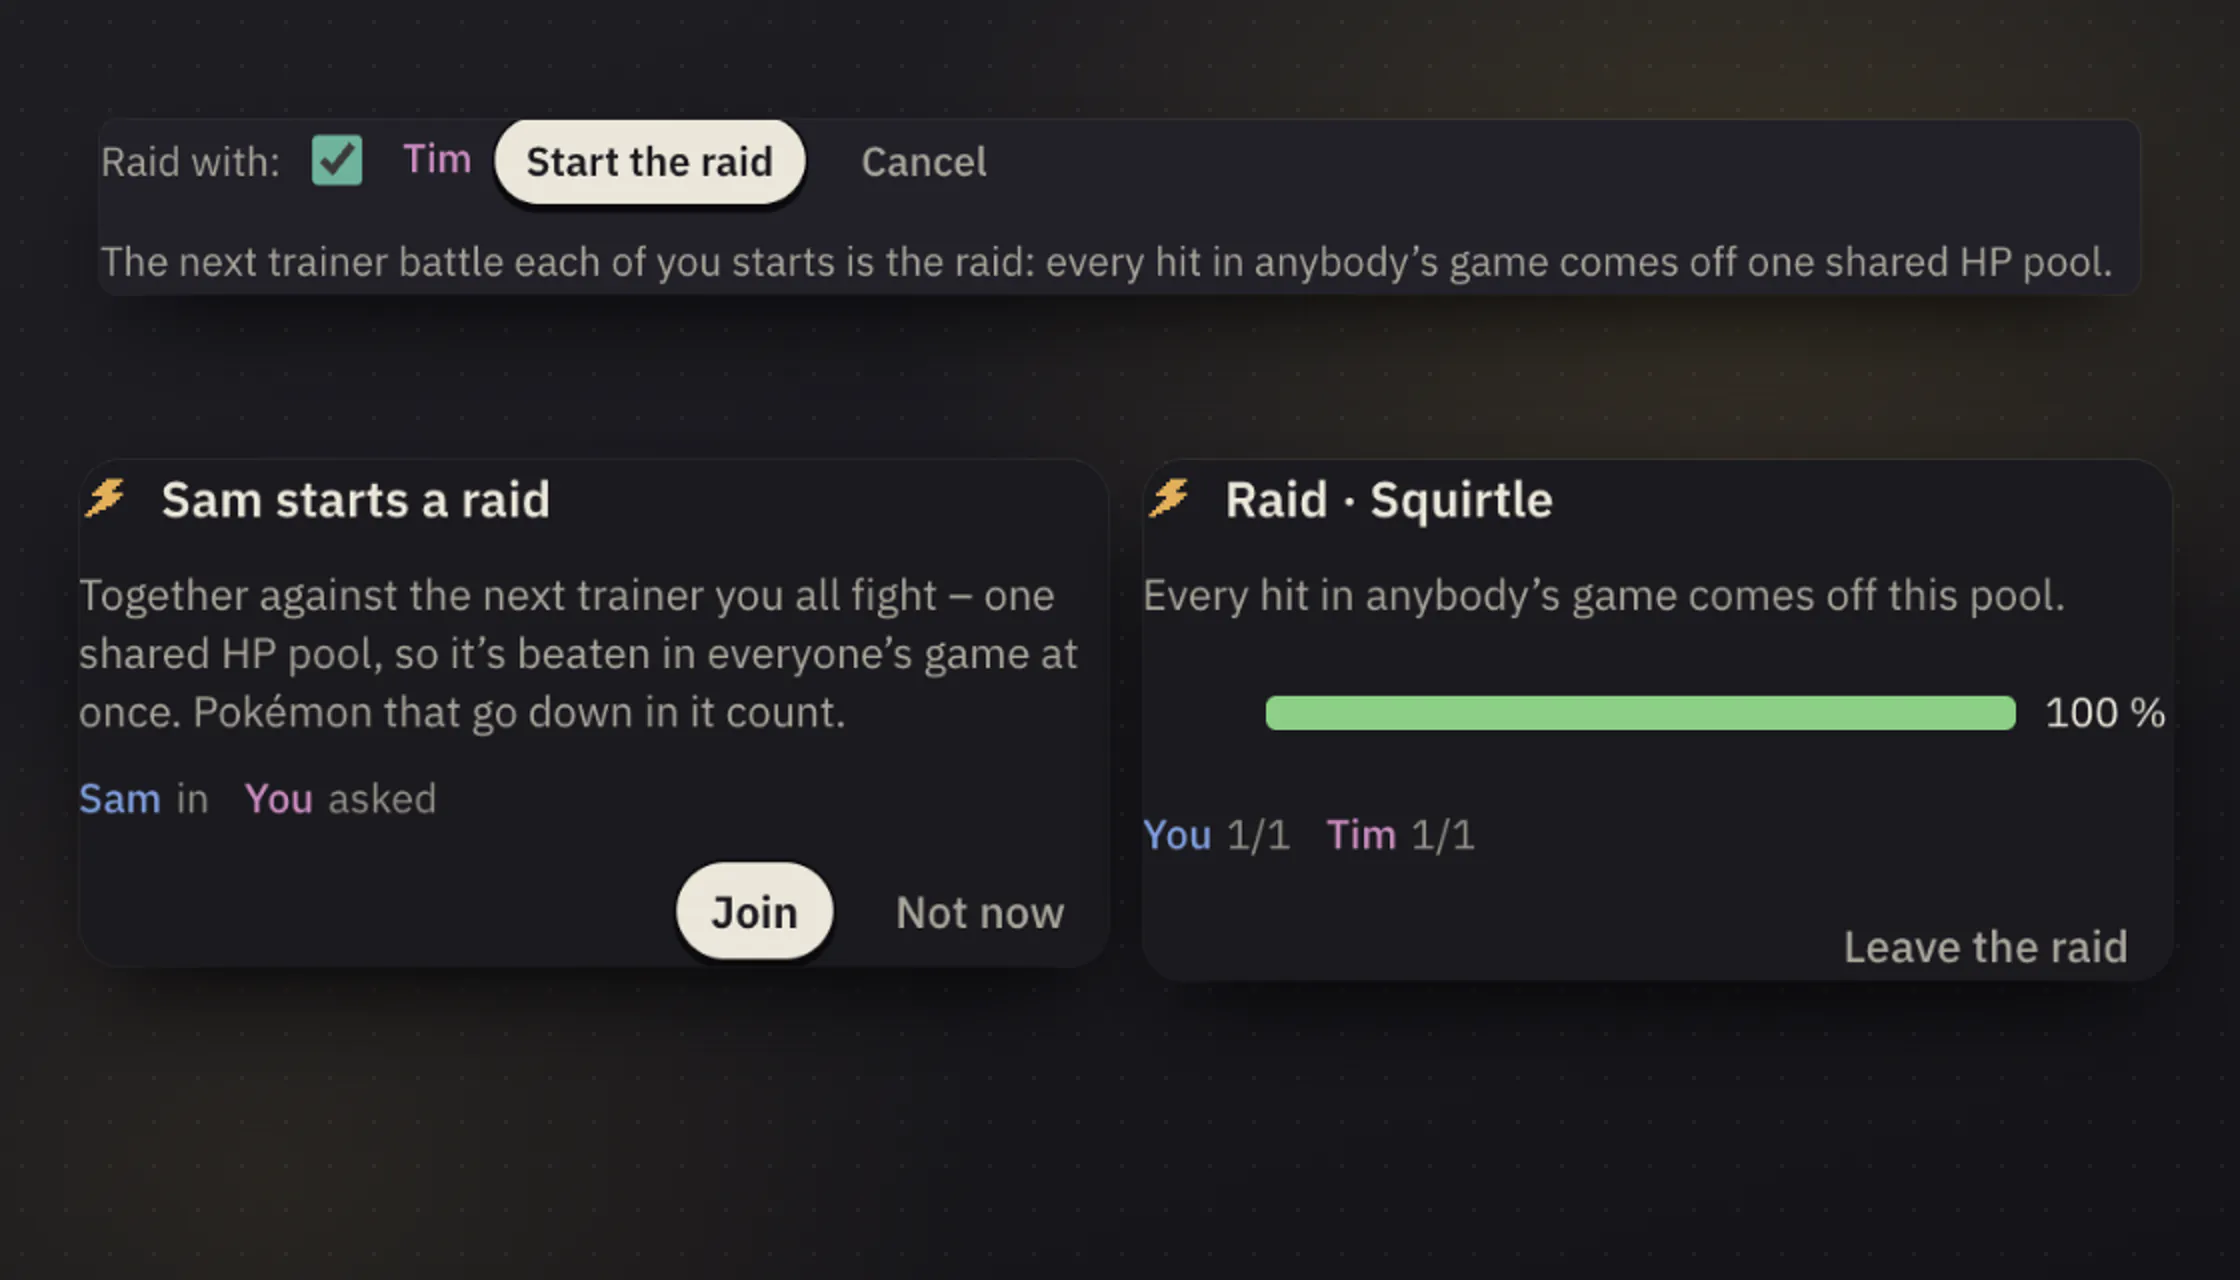 Raid with: Tim Start the raid Cancel
The next trainer battle each of you starts is the raid: every hit in anybody’s game comes off one shared HP pool.
Sam starts a raid
Together against the next trainer you all fight – one
shared HP pool, so it’s beaten in everyone’s game at
once. Pokémon that go down in it count.
Sam in You asked
Join Not now
Raid · Squirtle
Every hit in anybody’s game comes off this pool.
100 %
You 1/1 Tim 1/1
Leave the raid